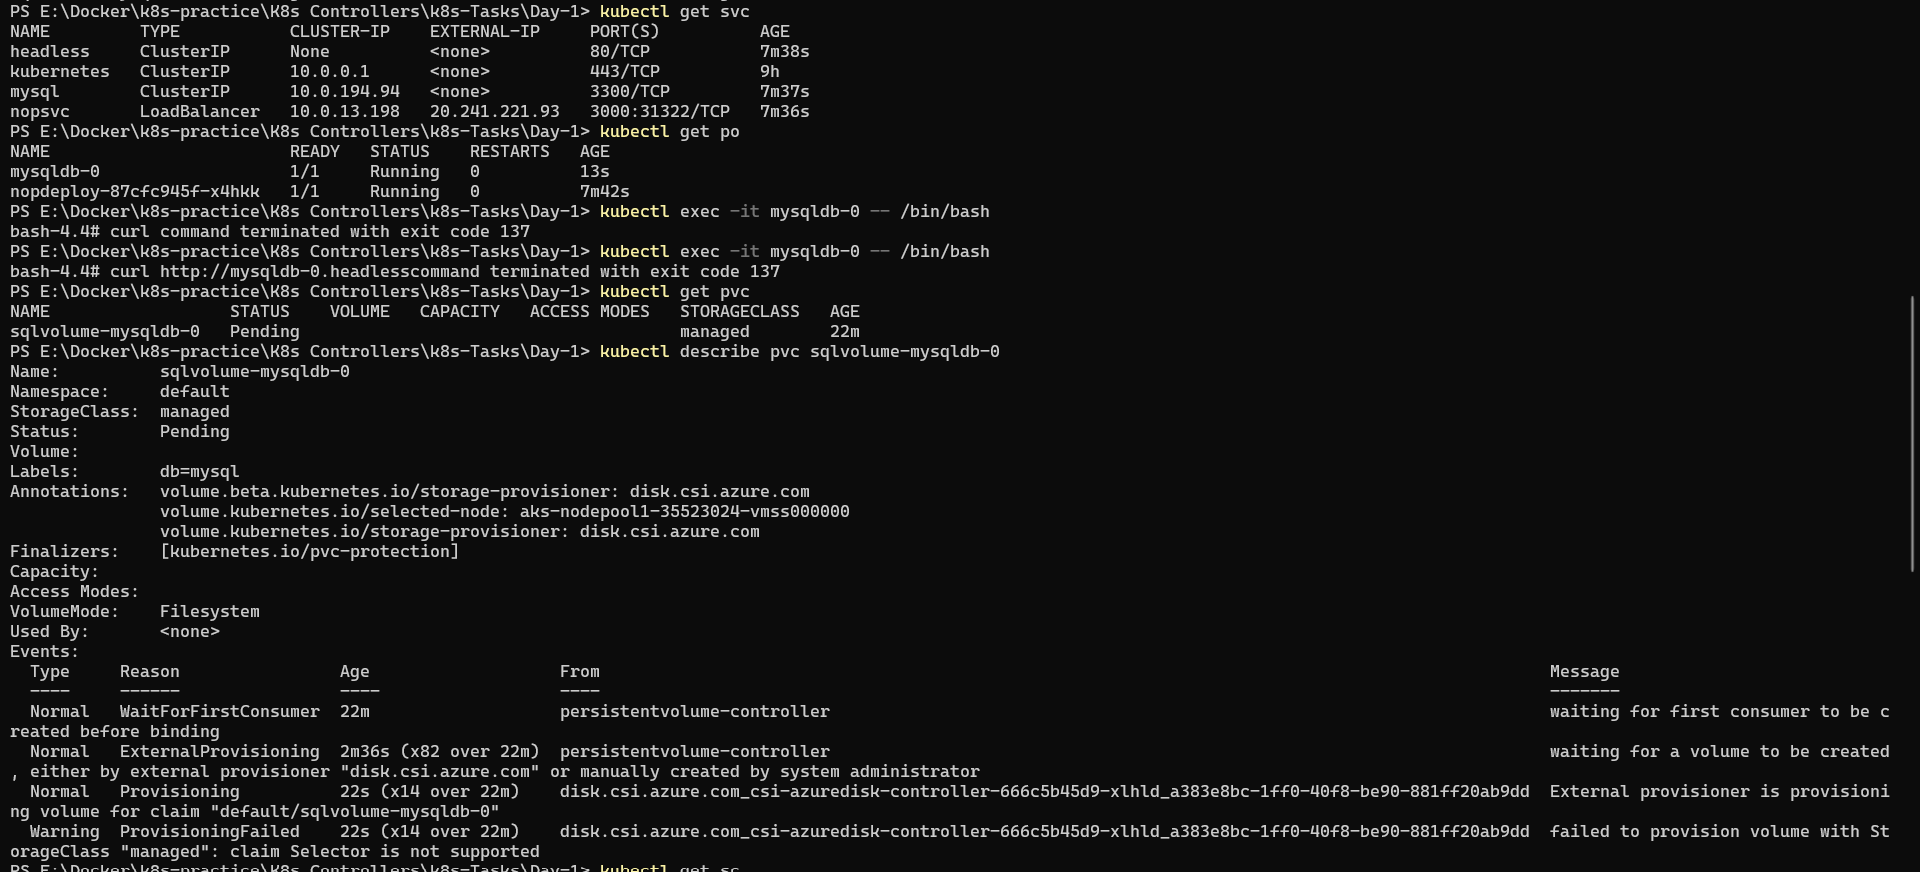 PS E:\Docker\k8s-practice\K8s Controllers\k8s-Tasks\Day-1> kubectl get svc
NAME         TYPE           CLUSTER-IP    EXTERNAL-IP     PORT(S)          AGE
headless     ClusterIP      None          <none>          80/TCP           7m38s
kubernetes   ClusterIP      10.0.0.1      <none>          443/TCP          9h
mysql        ClusterIP      10.0.194.94   <none>          3300/TCP         7m37s
nopsvc       LoadBalancer   10.0.13.198   20.241.221.93   3000:31322/TCP   7m36s
PS E:\Docker\k8s-practice\K8s Controllers\k8s-Tasks\Day-1> kubectl get po
NAME                        READY   STATUS    RESTARTS   AGE
mysqldb-0                   1/1     Running   0          13s
nopdeploy-87cfc945f-x4hkk   1/1     Running   0          7m42s
PS E:\Docker\k8s-practice\K8s Controllers\k8s-Tasks\Day-1> kubectl exec -it mysqldb-0 -- /bin/bash
bash-4.4# curl command terminated with exit code 137
PS E:\Docker\k8s-practice\K8s Controllers\k8s-Tasks\Day-1> kubectl exec -it mysqldb-0 -- /bin/bash
bash-4.4# curl http://mysqldb-0.headlesscommand terminated with exit code 137
PS E:\Docker\k8s-practice\K8s Controllers\k8s-Tasks\Day-1> kubectl get pvc
NAME                  STATUS    VOLUME   CAPACITY   ACCESS MODES   STORAGECLASS   AGE
sqlvolume-mysqldb-0   Pending                                      managed        22m
PS E:\Docker\k8s-practice\K8s Controllers\k8s-Tasks\Day-1> kubectl describe pvc sqlvolume-mysqldb-0
Name:          sqlvolume-mysqldb-0
Namespace:     default
StorageClass:  managed
Status:        Pending
Volume:
Labels:        db=mysql
Annotations:   volume.beta.kubernetes.io/storage-provisioner: disk.csi.azure.com
               volume.kubernetes.io/selected-node: aks-nodepool1-35523024-vmss000000
               volume.kubernetes.io/storage-provisioner: disk.csi.azure.com
Finalizers:    [kubernetes.io/pvc-protection]
Capacity:
Access Modes:
VolumeMode:    Filesystem
Used By:       <none>
Events:
  Type     Reason                Age                   From                                                                                               Message
  ----     ------                ----                  ----                                                                                               -------
  Normal   WaitForFirstConsumer  22m                   persistentvolume-controller                                                                        waiting for first consumer to be c
reated before binding
  Normal   ExternalProvisioning  2m36s (x82 over 22m)  persistentvolume-controller                                                                        waiting for a volume to be created
, either by external provisioner "disk.csi.azure.com" or manually created by system administrator
  Normal   Provisioning          22s (x14 over 22m)    disk.csi.azure.com_csi-azuredisk-controller-666c5b45d9-xlhld_a383e8bc-1ff0-40f8-be90-881ff20ab9dd  External provisioner is provisioni
ng volume for claim "default/sqlvolume-mysqldb-0"
  Warning  ProvisioningFailed    22s (x14 over 22m)    disk.csi.azure.com_csi-azuredisk-controller-666c5b45d9-xlhld_a383e8bc-1ff0-40f8-be90-881ff20ab9dd  failed to provision volume with St
orageClass "managed": claim Selector is not supported
PS E:\Docker\k8s-practice\K8s Controllers\k8s-Tasks\Day-1> kubectl get sc